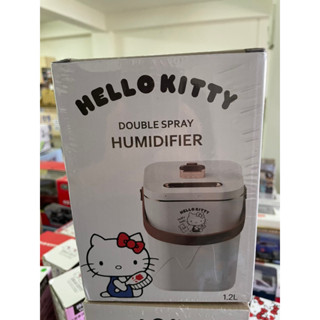 HELLO KITTY
DOUBLE SPRAY
HUMIDIFIER
HELLO KITTY
1.2L